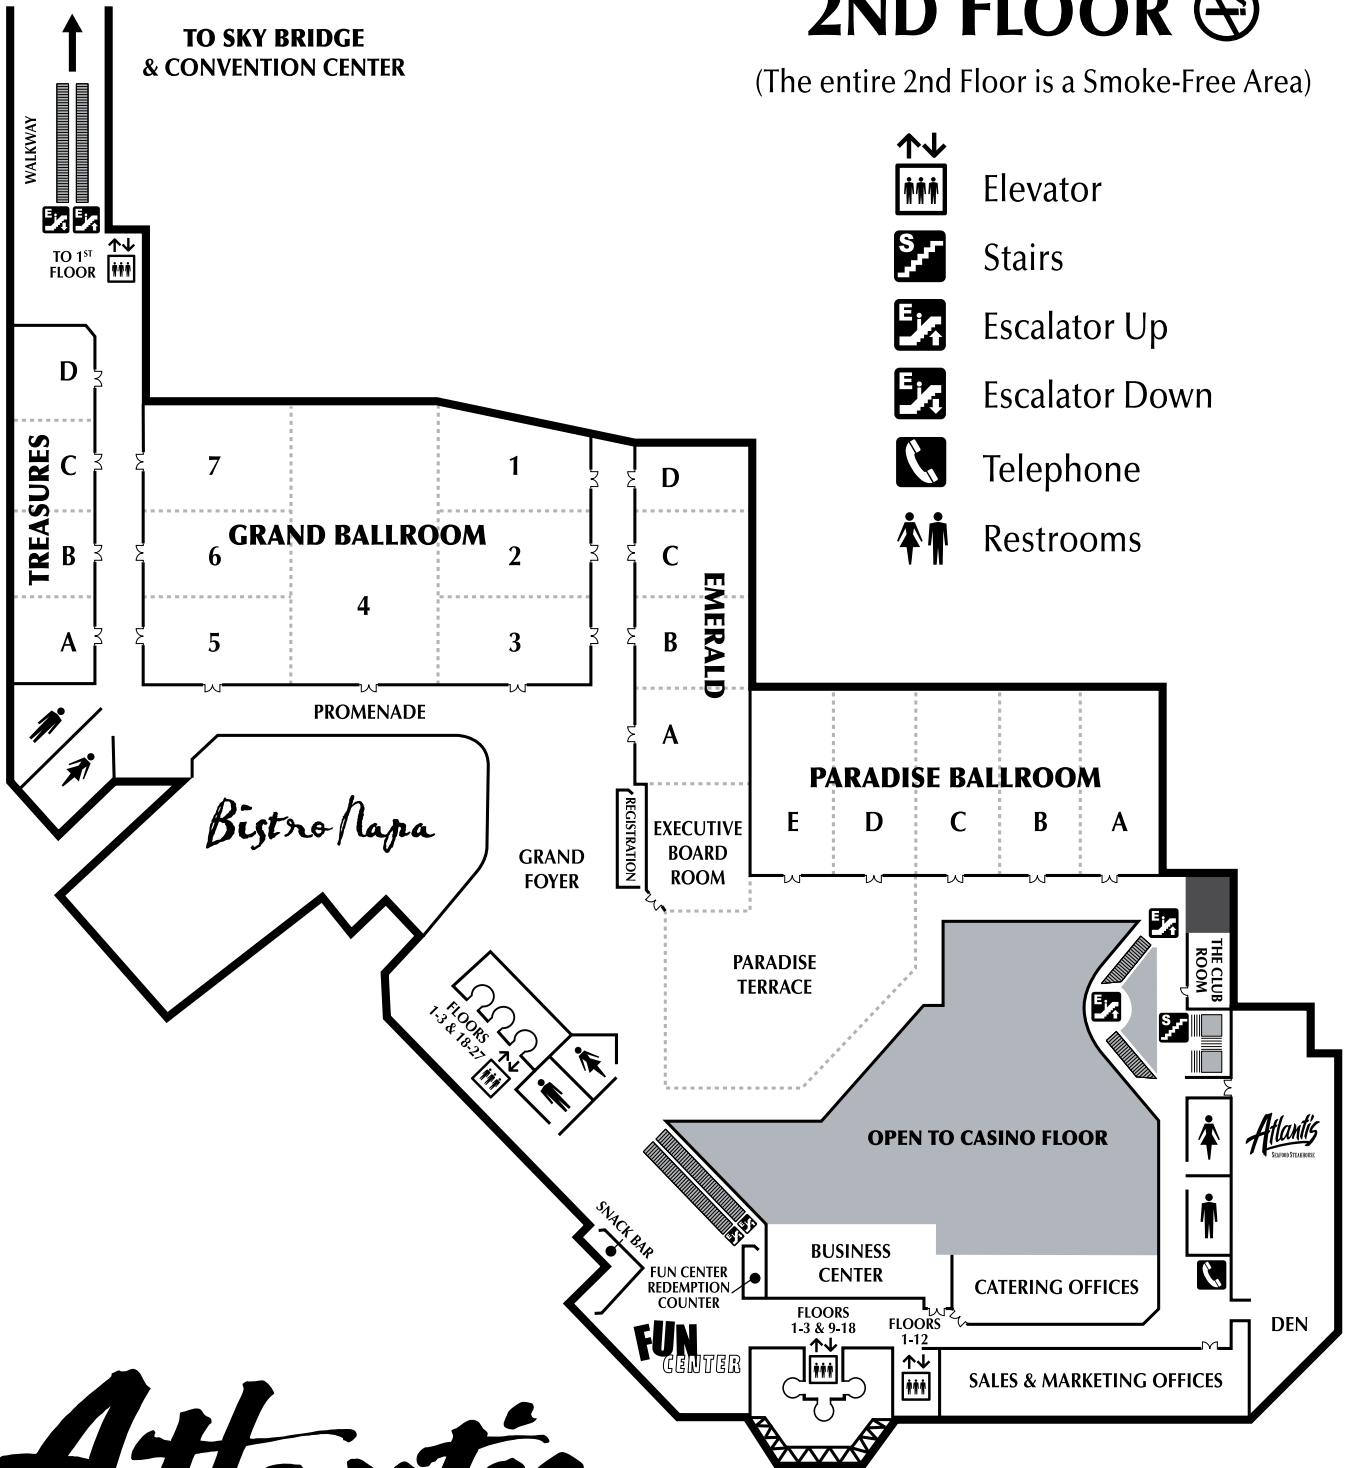 2ND FLOOR
(The entire 2nd Floor is a Smoke-Free Area)
TO SKY BRIDGE
& CONVENTION CENTER
WALKWAY
E
E
TO 1ST
FLOOR
Elevator
S
Stairs
E
Escalator Up
E
Escalator Down
Telephone
Restrooms
TREASURES
D
C
B
A
GRAND BALLROOM
7
6
5
4
1
2
3
EMERALD
D
C
B
A
PROMENADE
Bistro Napa
GRAND
FOYER
REGISTRATION
EXECUTIVE
BOARD
ROOM
PARADISE BALLROOM
E
D
C
B
A
PARADISE
TERRACE
E
E
THE CLUB
ROOM
S
FLOORS
1-3 & 18-27
OPEN TO CASINO FLOOR
Atlantis
SEAFOOD STEAKHOUSE
SNACK BAR
FUN CENTER
REDEMPTION
COUNTER
BUSINESS
CENTER
CATERING OFFICES
FUN
CENTER
FLOORS
1-3 & 9-18
FLOORS
1-12
DEN
SALES & MARKETING OFFICES
Atlantis